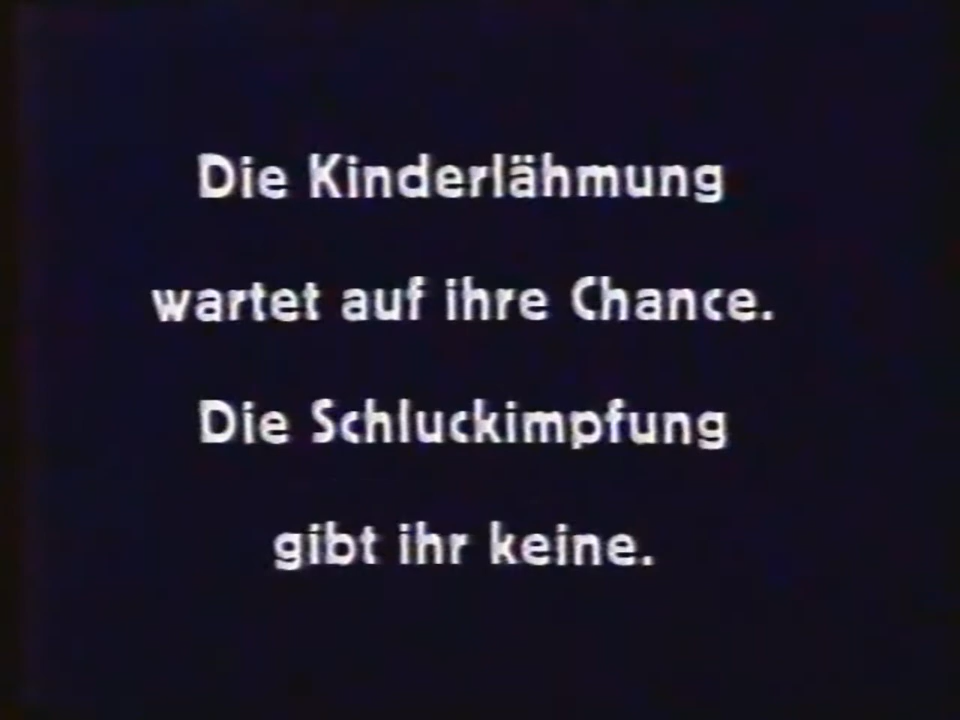 Die Kinderlähmung
wartet auf ihre Chance.
Die Schluckimpfung
gibt ihr keine.